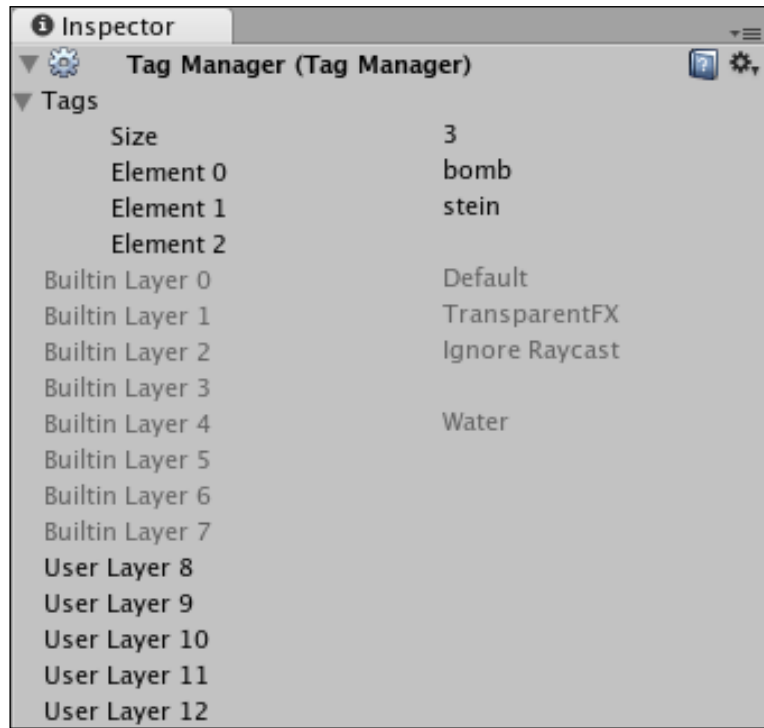 Inspector
Tag Manager (Tag Manager)
Tags
Size 3
Element 0 bomb
Element 1 stein
Element 2
Builtin Layer 0 Default
Builtin Layer 1 TransparentFX
Builtin Layer 2 Ignore Raycast
Builtin Layer 3
Builtin Layer 4 Water
Builtin Layer 5
Builtin Layer 6
Builtin Layer 7
User Layer 8
User Layer 9
User Layer 10
User Layer 11
User Layer 12